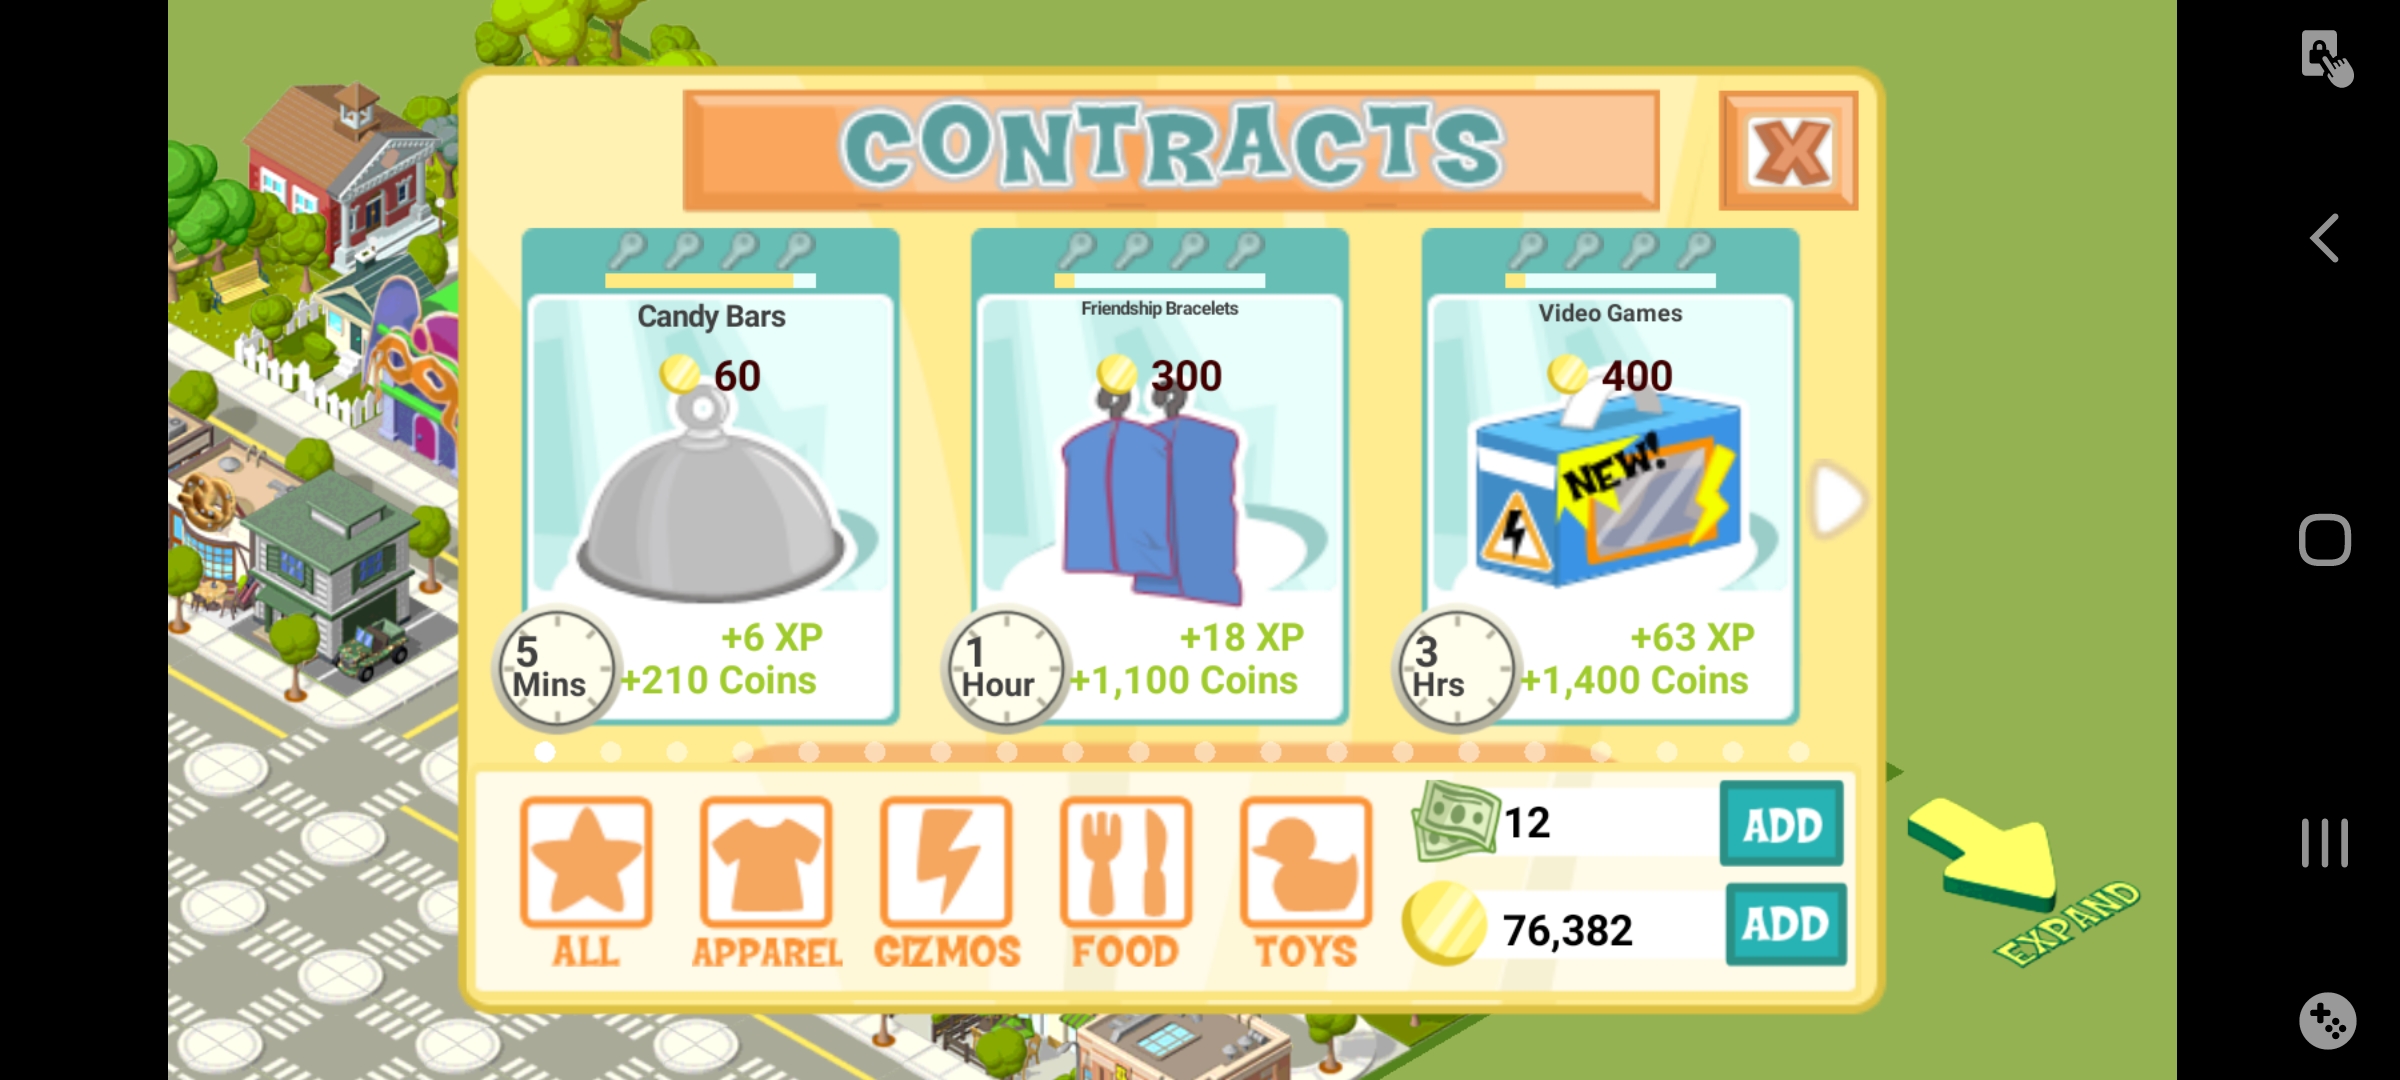 CONTRACTS
X
Candy Bars
60
5
Mins
+6 XP
+210 Coins
Friendship Bracelets
300
1
Hour
+18 XP
+1,100 Coins
Video Games
400
NEW!
3
Hrs
+63 XP
+1,400 Coins
ALL
APPAREL
GIZMOS
FOOD
TOYS
12
ADD
76,382
ADD
EXPAND